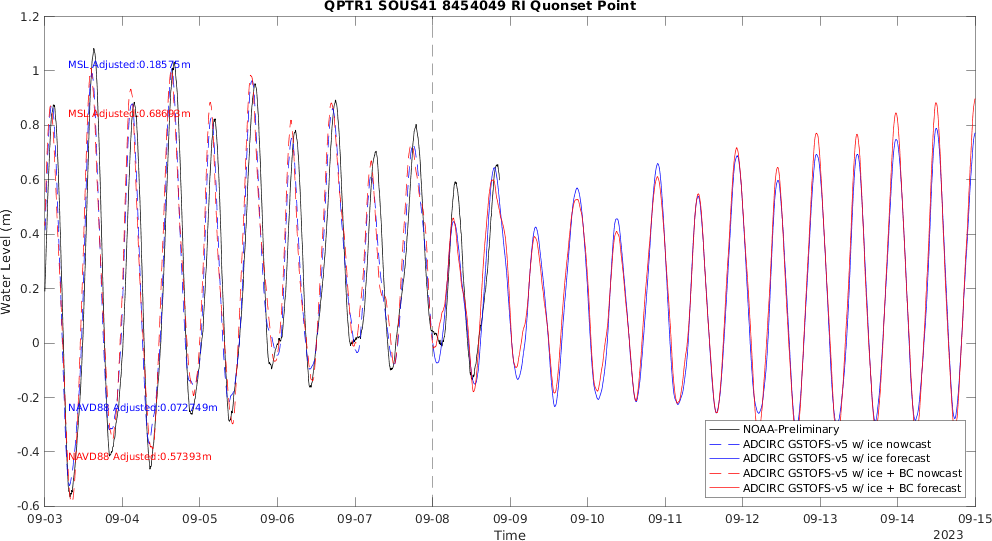 QPTR1 SOUS41 8454049 RI Quonset Point
Water Level (m)
1.2
1
0.8
0.6
0.4
0.2
0
-0.2
-0.4
-0.6
MSL Adjusted:0.18575m
MSL Adjusted:0.68693m
NAVD88 Adjusted:0.072749m
NAVD88 Adjusted:0.57393m
NOAA-Preliminary
ADCIRC GSTOFS-v5 w/ ice nowcast
ADCIRC GSTOFS-v5 w/ ice forecast
ADCIRC GSTOFS-v5 w/ ice + BC nowcast
ADCIRC GSTOFS-v5 w/ ice + BC forecast
09-03 09-04 09-05 09-06 09-07 09-08 09-09 09-10 09-11 09-12 09-13 09-14 09-15
Time
2023